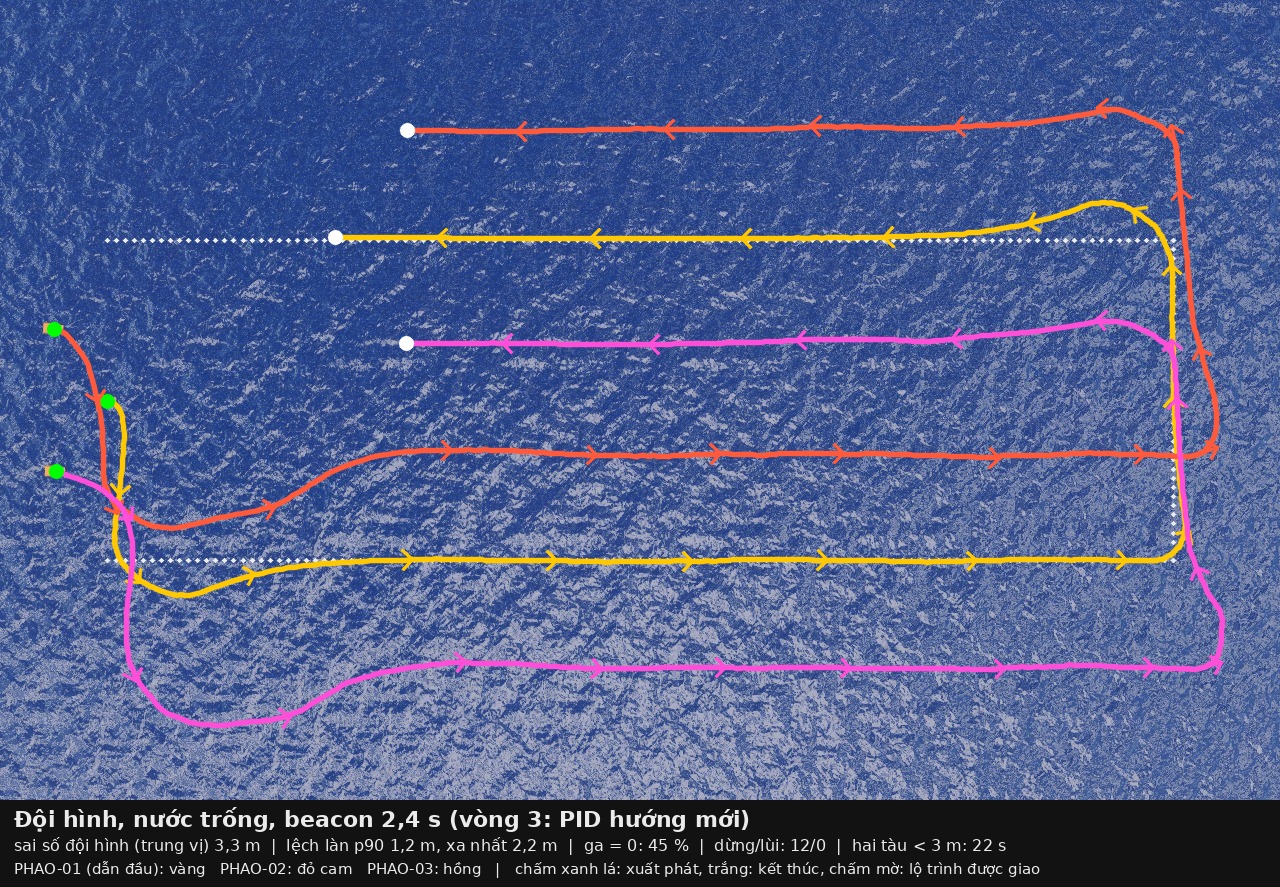 Đội hình, nước trống, beacon 2,4 s (vòng 3: PID hướng mới)
sai số đội hình (trung vị) 3,3 m | lệch làn p90 1,2 m, xa nhất 2,2 m | ga = 0: 45 % | dừng/lùi: 12/0 | hai tàu < 3 m: 22 s
PHAO-01 (dẫn đầu): vàng PHAO-02: đỏ cam PHAO-03: hồng | chấm xanh lá: xuất phát, trắng: kết thúc, chấm mờ: lộ trình được giao